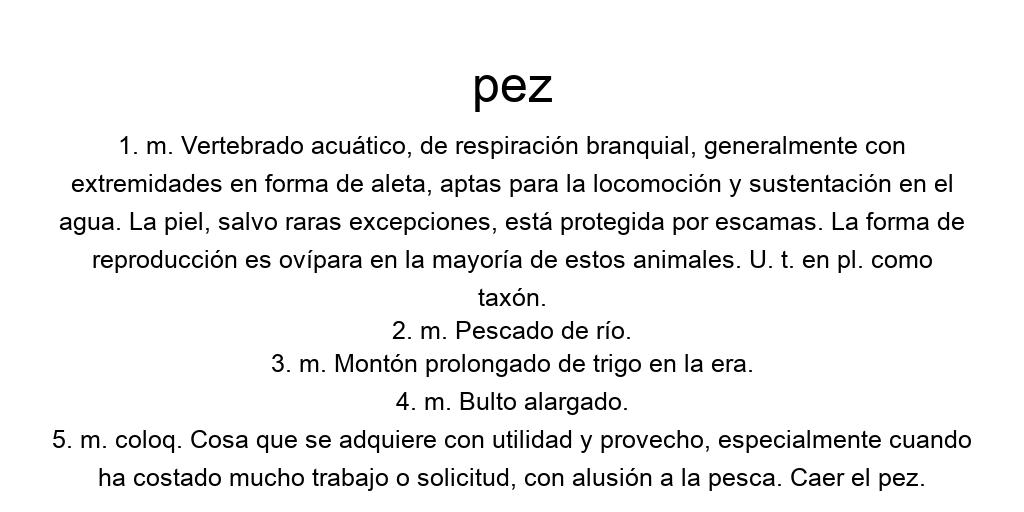 pez
1. m. Vertebrado acuático, de respiración branquial, generalmente con
extremidades en forma de aleta, aptas para la locomoción y sustentación en el
agua. La piel, salvo raras excepciones, está protegida por escamas. La forma de
reproducción es ovípara en la mayoría de estos animales. U. t. en pl. como
taxón.
2. m. Pescado de río.
3. m. Montón prolongado de trigo en la era.
4. m. Bulto alargado.
5. m. coloq. Cosa que se adquiere con utilidad y provecho, especialmente cuando
ha costado mucho trabajo o solicitud, con alusión a la pesca. Caer el pez.